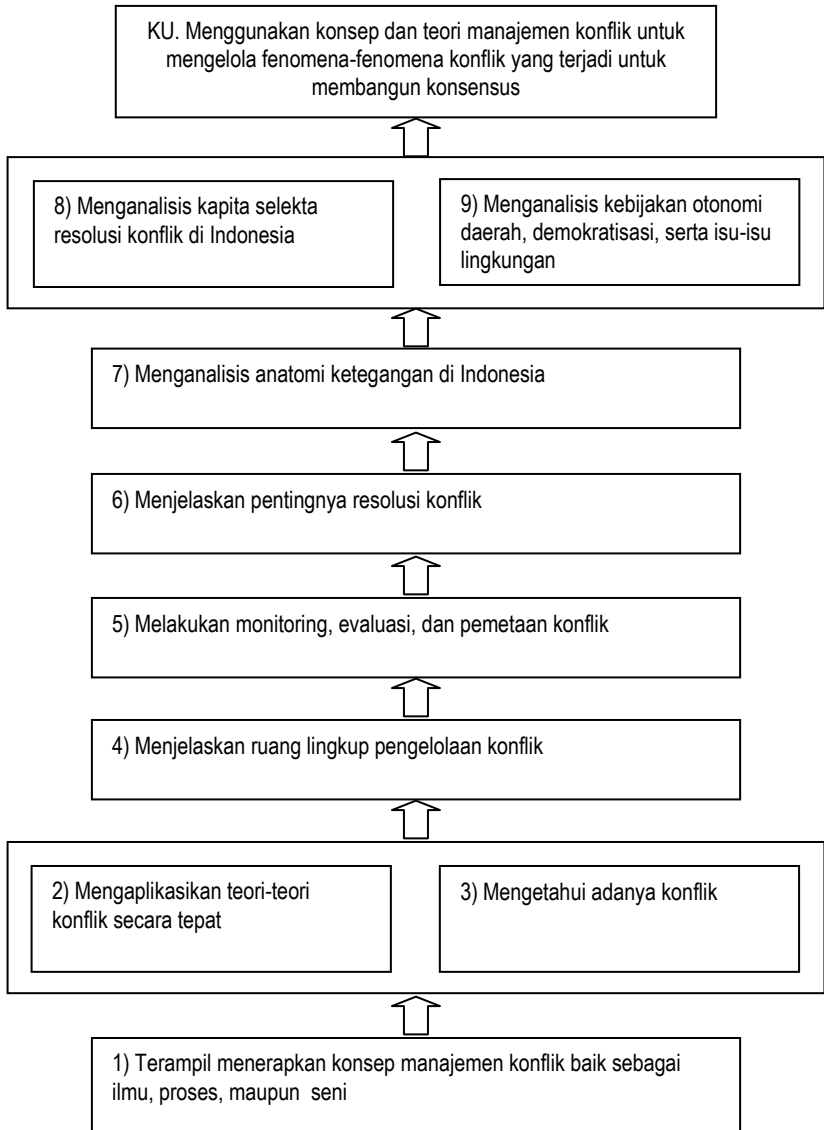 KU. Menggunakan konsep dan teori manajemen konflik untuk
mengelola fenomena-fenomena konflik yang terjadi untuk
membangun konsensus
8) Menganalisis kapita selekta
resolusi konflik di Indonesia
9) Menganalisis kebijakan otonomi
daerah, demokratisasi, serta isu-isu
lingkungan
7) Menganalisis anatomi ketegangan di Indonesia
6) Menjelaskan pentingnya resolusi konflik
5) Melakukan monitoring, evaluasi, dan pemetaan konflik
4) Menjelaskan ruang lingkup pengelolaan konflik
2) Mengaplikasikan teori-teori
konflik secara tepat
3) Mengetahui adanya konflik
1) Terampil menerapkan konsep manajemen konflik baik sebagai
ilmu, proses, maupun seni